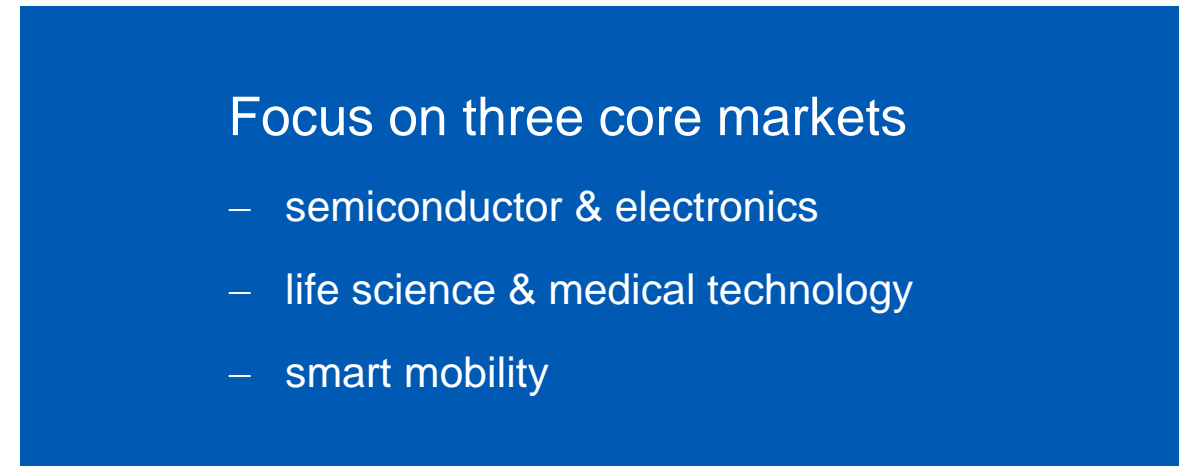 Focus on three core markets
– semiconductor & electronics
– life science & medical technology
– smart mobility